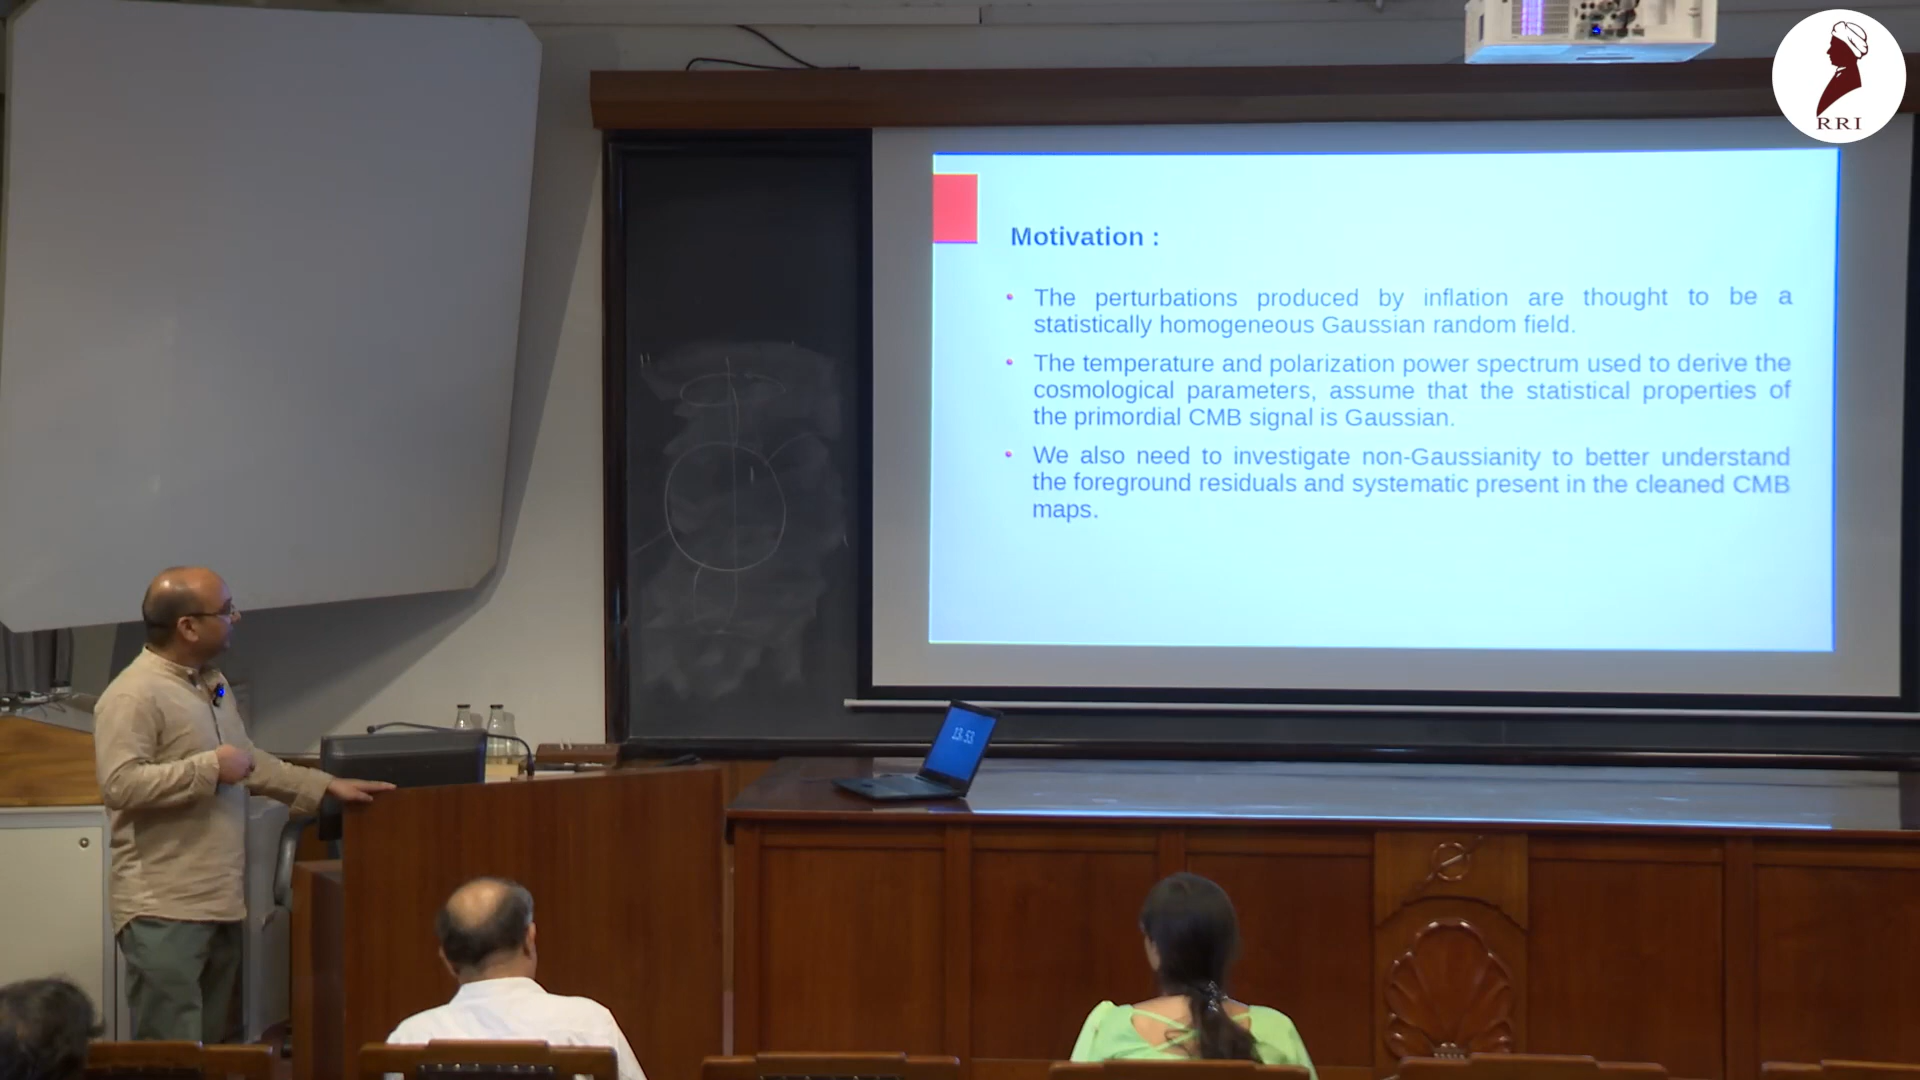 RRI
Motivation :
The perturbations produced by inflation are thought to be a
statistically homogeneous Gaussian random field.
The temperature and polarization power spectrum used to derive the
cosmological parameters, assume that the statistical properties of
the primordial CMB signal is Gaussian.
We also need to investigate non-Gaussianity to better understand
the foreground residuals and systematic present in the cleaned CMB
maps.
13:53